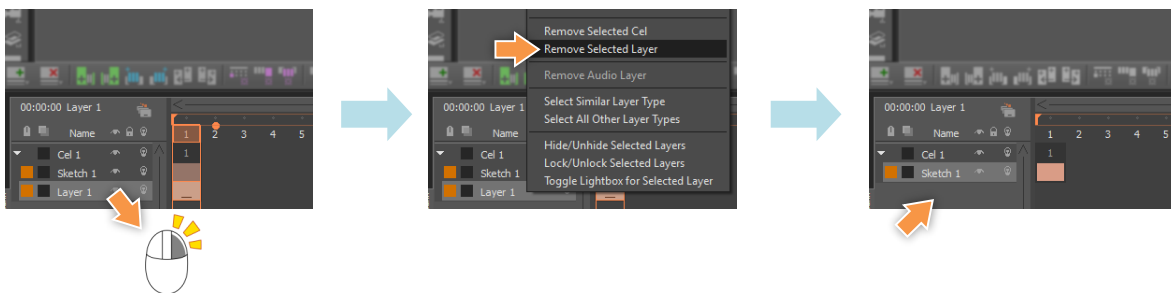 00:00:00 Layer 1
Name
1 2 3 4 5
Cel 1
1
Sketch 1
Layer 1
Remove Selected Cel
Remove Selected Layer
Remove Audio Layer
Select Similar Layer Type
Select All Other Layer Types
Hide/Unhide Selected Layers
Lock/Unlock Selected Layers
Toggle Lightbox for Selected Layer
00:00:00 Layer 1
Name
Cel 1
Sketch 1
Layer 1
00:00:00 Layer 1
Name
1 2 3 4 5
Cel 1
1
Sketch 1